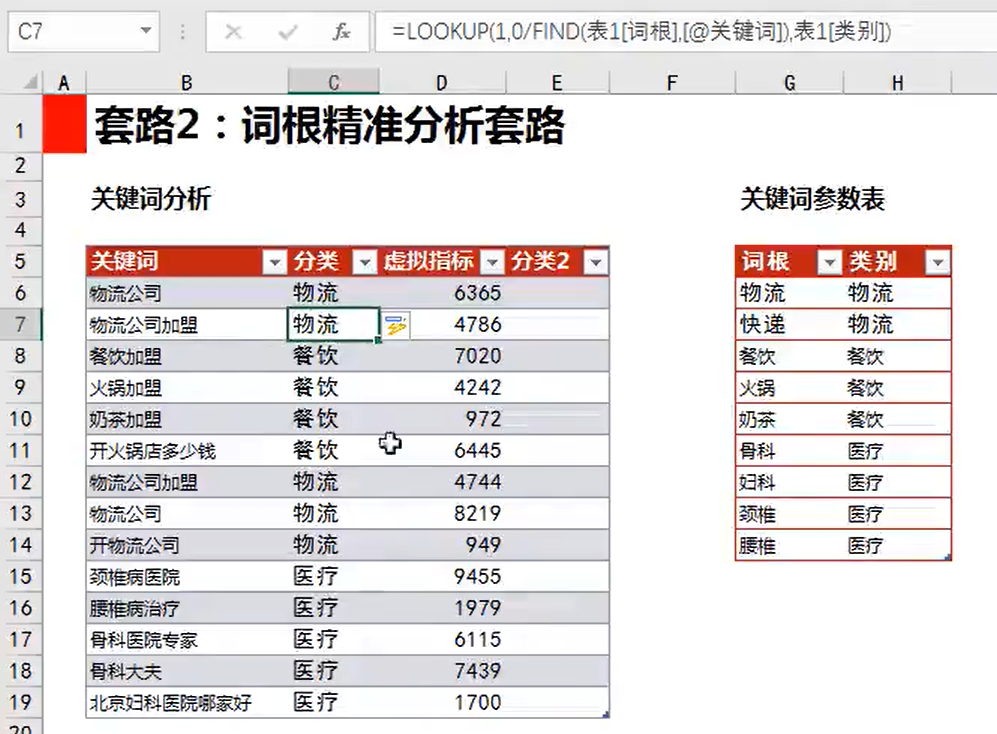 C7 fx =LOOKUP(1,0/FIND(表1[词根],[@关键词]),表1[类别])
A B C D E F G H
1 套路2：词根精准分析套路
2
3 关键词分析 关键词参数表
4
5 关键词 分类 虚拟指标 分类2 词根 类别
6 物流公司 物流 6365 物流 物流
7 物流公司加盟 物流 4786 快递 物流
8 餐饮加盟 餐饮 7020 餐饮 餐饮
9 火锅加盟 餐饮 4242 火锅 餐饮
10 奶茶加盟 餐饮 972 奶茶 餐饮
11 开火锅店多少钱 餐饮 6445 骨科 医疗
12 物流公司加盟 物流 4744 妇科 医疗
13 物流公司 物流 8219 颈椎 医疗
14 开物流公司 物流 949 腰椎 医疗
15 颈椎病医院 医疗 9455
16 腰椎病治疗 医疗 1979
17 骨科医院专家 医疗 6115
18 骨科大夫 医疗 7439
19 北京妇科医院哪家好 医疗 1700
20